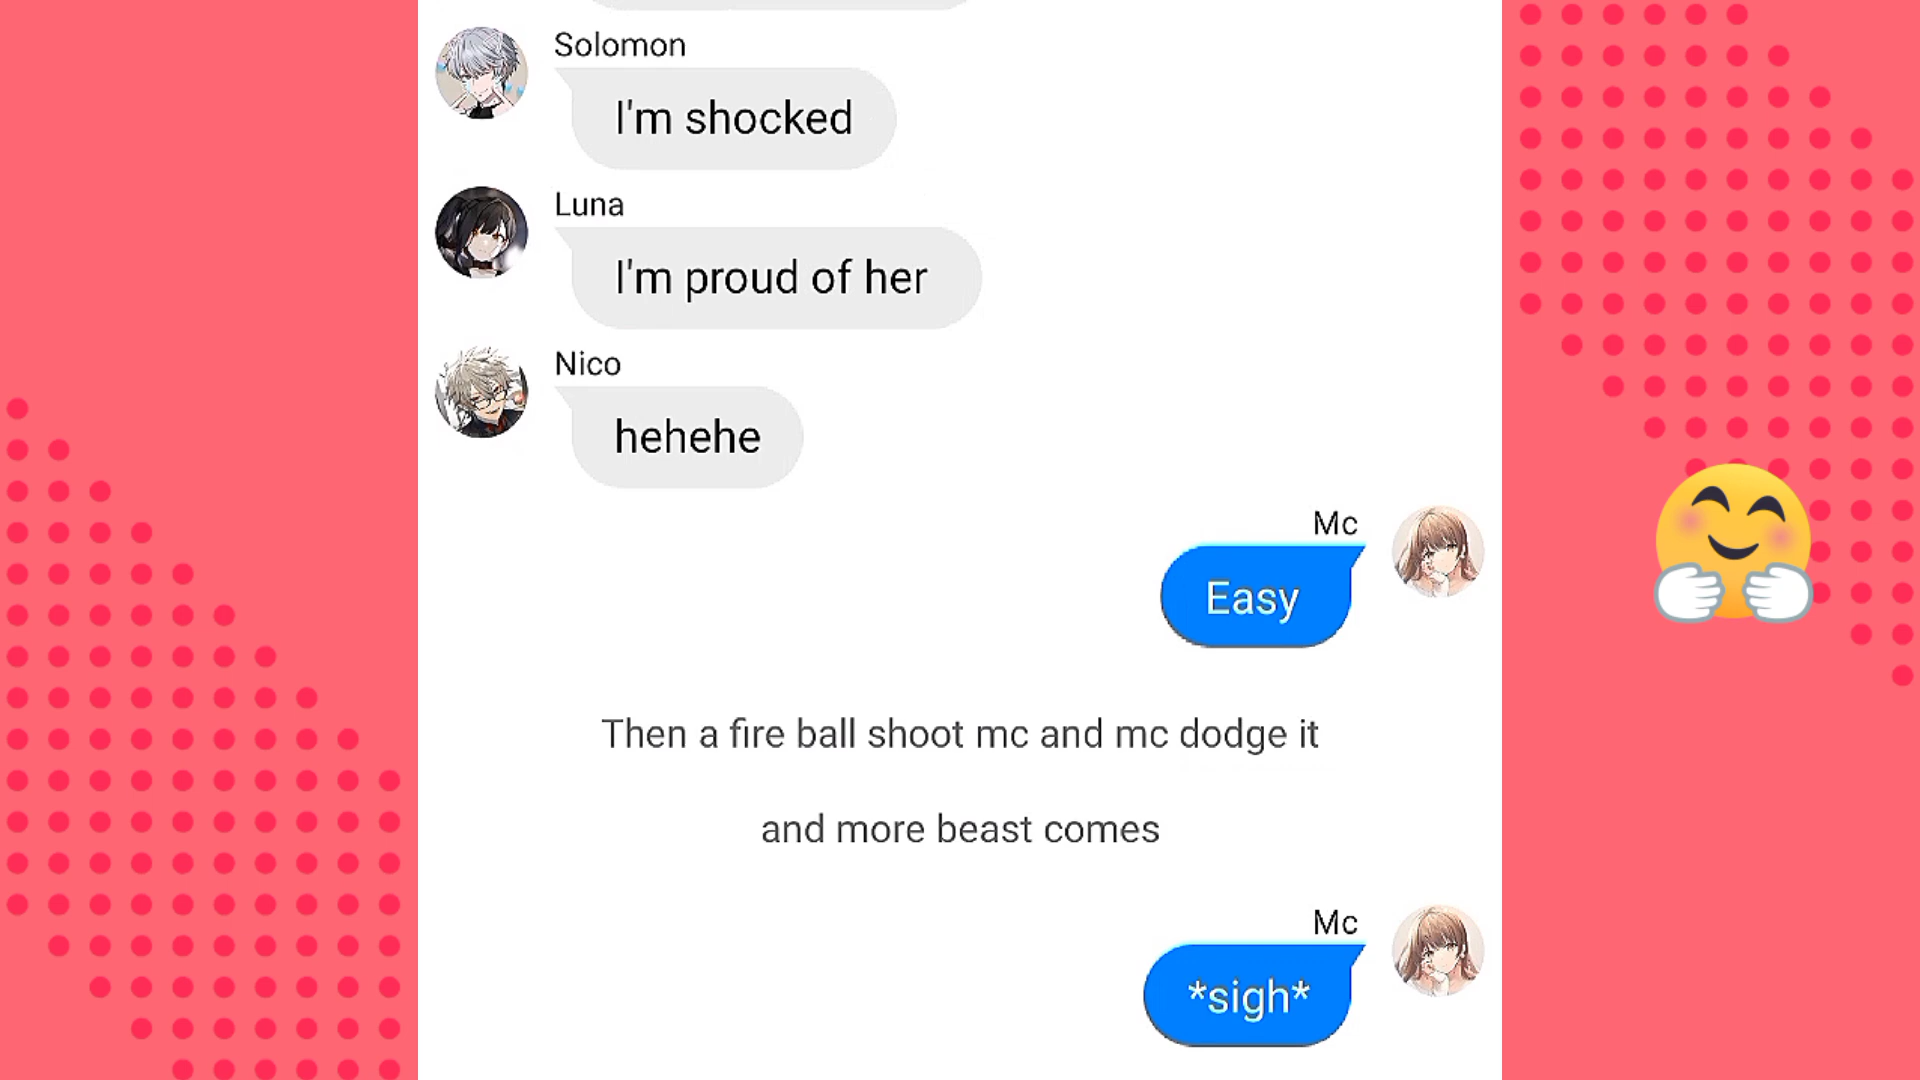 Solomon
I'm shocked
Luna
I'm proud of her
Nico
hehehe
Mc
Easy
Then a fire ball shoot mc and mc dodge it
and more beast comes
Mc
*sigh*